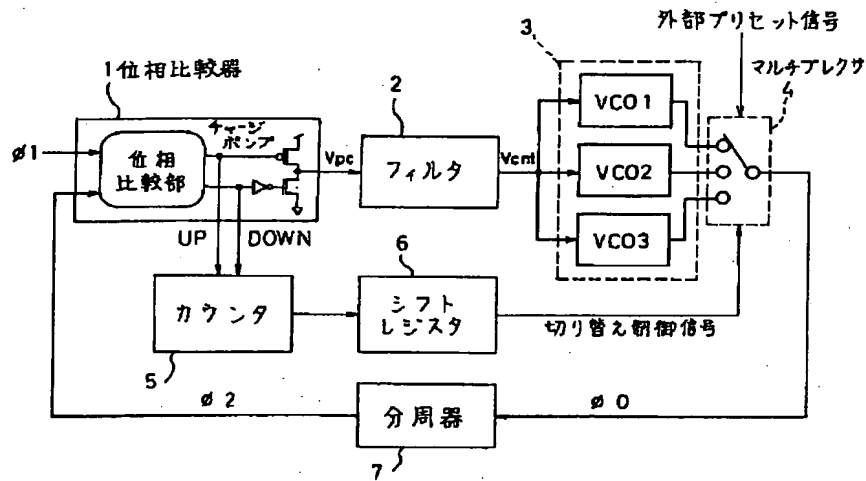 外部プリセット信号
3
マルチプレクサ
4
1位相比較器
チャージ
ポンプ
2
VCO1
ø1
位相
比較部
Vpc
フィルタ
Vcnt
VCO2
VCO3
UP
DOWN
6
カウンタ
シフト
レジスタ
切り替え制御信号
5
ø2
分周器
ø0
7